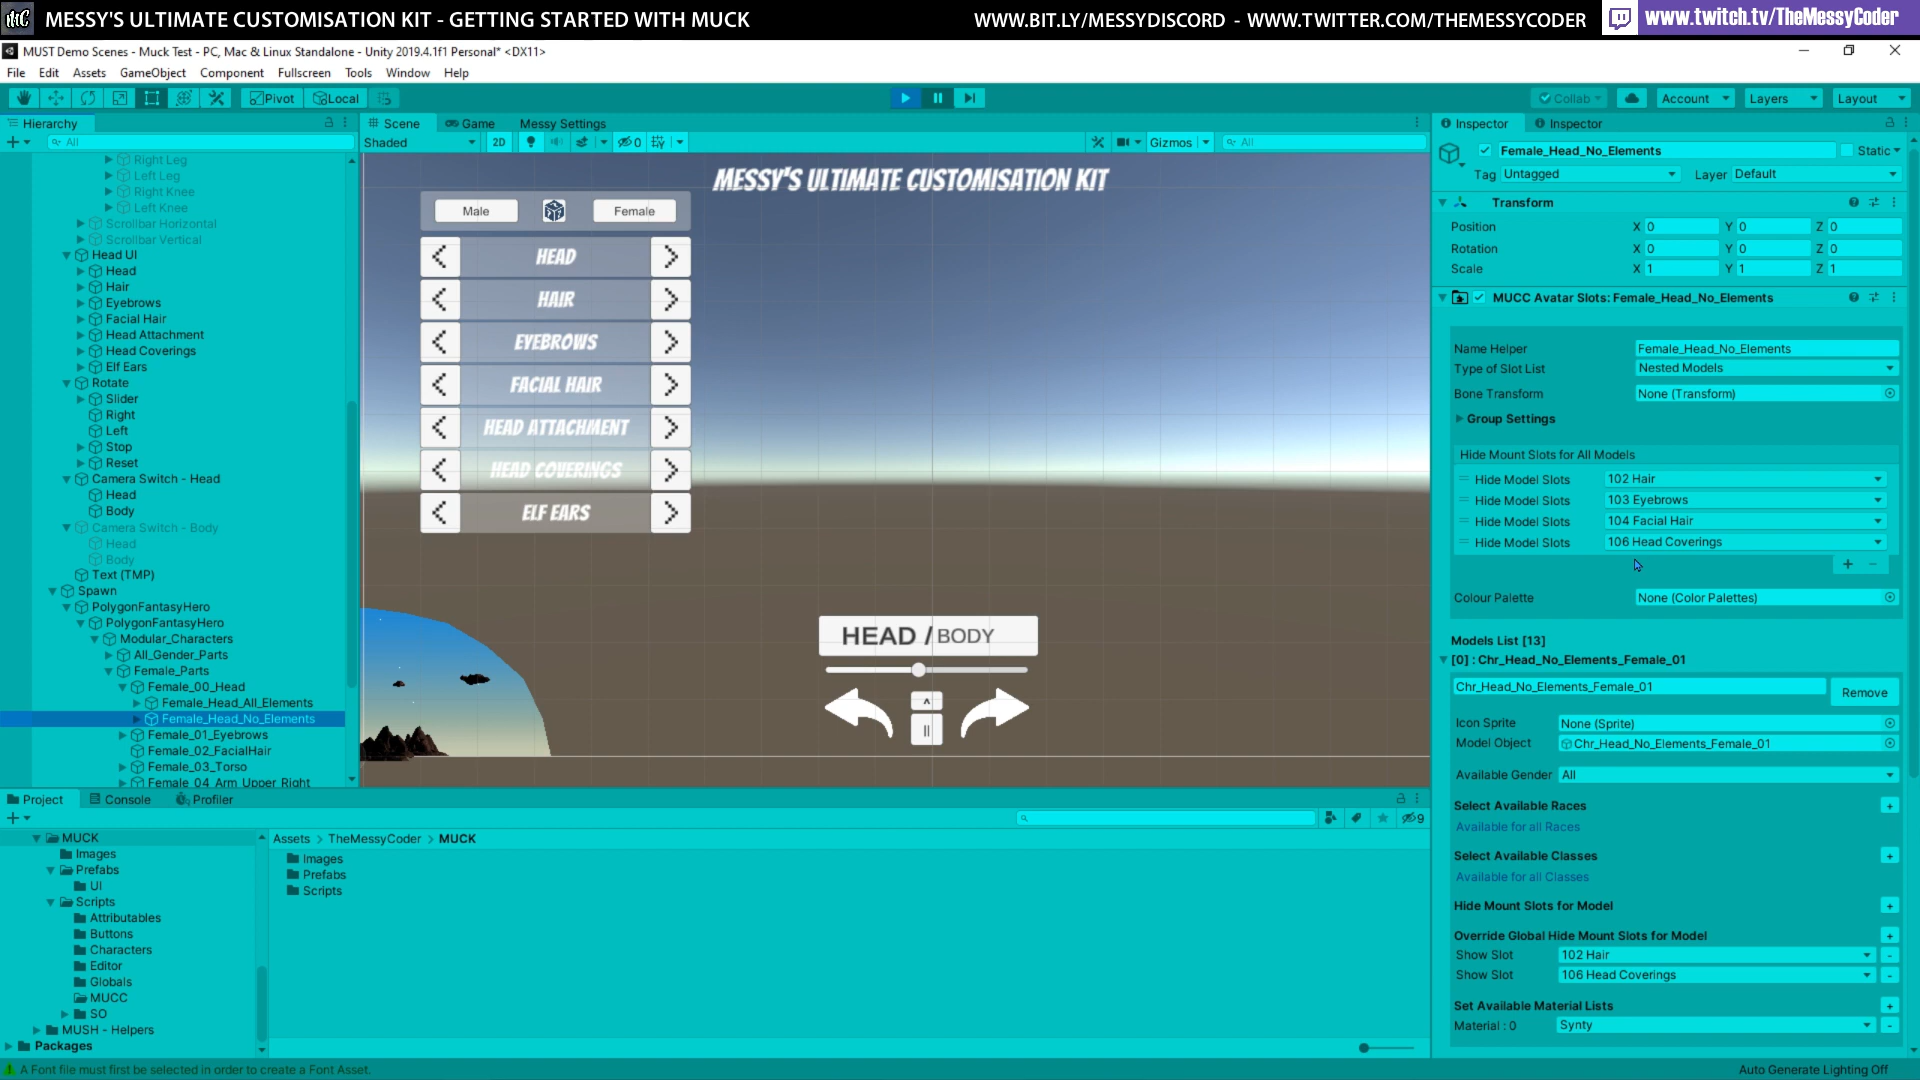 MESSY'S ULTIMATE CUSTOMISATION KIT - GETTING STARTED WITH MUCK
WWW.BIT.LY/MESSYDISCORD - WWW.TWITTER.COM/THEMESSYCODER
www.twitch.tv/TheMessyCoder
MUST Demo Scenes - Muck Test - PC, Mac & Linux Standalone - Unity 2019.4.1f1 Personal* <DX11>
File Edit Assets GameObject Component Fullscreen Tools Window Help
Pivot Local Collab Account Layers Layout
Hierarchy
All
Right Leg
Left Leg
Right Knee
Left Knee
Scrollbar Horizontal
Scrollbar Vertical
Head UI
Head
Hair
Eyebrows
Facial Hair
Head Attachment
Head Coverings
Elf Ears
Rotate
Slider
Right
Left
Stop
Reset
Camera Switch - Head
Head
Body
Camera Switch - Body
Head
Body
Text (TMP)
Spawn
PolygonFantasyHero
PolygonFantasyHero
Modular_Characters
All_Gender_Parts
Female_Parts
Female_00_Head
Female_Head_All_Elements
Female_Head_No_Elements
Female_01_Eyebrows
Female_02_FacialHair
Female_03_Torso
Female_04_Arm_Upper_Right
Scene Game Messy Settings
Shaded 2D 0 Gizmos All
MESSY'S ULTIMATE CUSTOMISATION KIT
Male Female
HEAD
HAIR
EYEBROWS
FACIAL HAIR
HEAD ATTACHMENT
HEAD COVERINGS
ELF EARS
HEAD / BODY
Inspector Inspector
Female_Head_No_Elements Static
Tag Untagged Layer Default
Transform
Position X 0 Y 0 Z 0
Rotation X 0 Y 0 Z 0
Scale X 1 Y 1 Z 1
MUCC Avatar Slots: Female_Head_No_Elements
Name Helper Female_Head_No_Elements
Type of Slot List Nested Models
Bone Transform None (Transform)
Group Settings
Hide Mount Slots for All Models
Hide Model Slots 102 Hair
Hide Model Slots 103 Eyebrows
Hide Model Slots 104 Facial Hair
Hide Model Slots 106 Head Coverings
Colour Palette None (Color Palettes)
Models List [13]
[0] : Chr_Head_No_Elements_Female_01
Chr_Head_No_Elements_Female_01 Remove
Icon Sprite None (Sprite)
Model Object Chr_Head_No_Elements_Female_01
Available Gender All
Select Available Races
Available for all Races
Select Available Classes
Available for all Classes
Hide Mount Slots for Model
Override Global Hide Mount Slots for Model
Show Slot 102 Hair
Show Slot 106 Head Coverings
Set Available Material Lists
Material : 0 Synty
Project Console Profiler
9
MUCK
Images
Prefabs
UI
Scripts
Attributables
Buttons
Characters
Editor
Globals
MUCC
SO
MUSH - Helpers
Packages
Assets > TheMessyCoder > MUCK
Images
Prefabs
Scripts
A Font file must first be selected in order to create a Font Asset.
Auto Generate Lighting Off